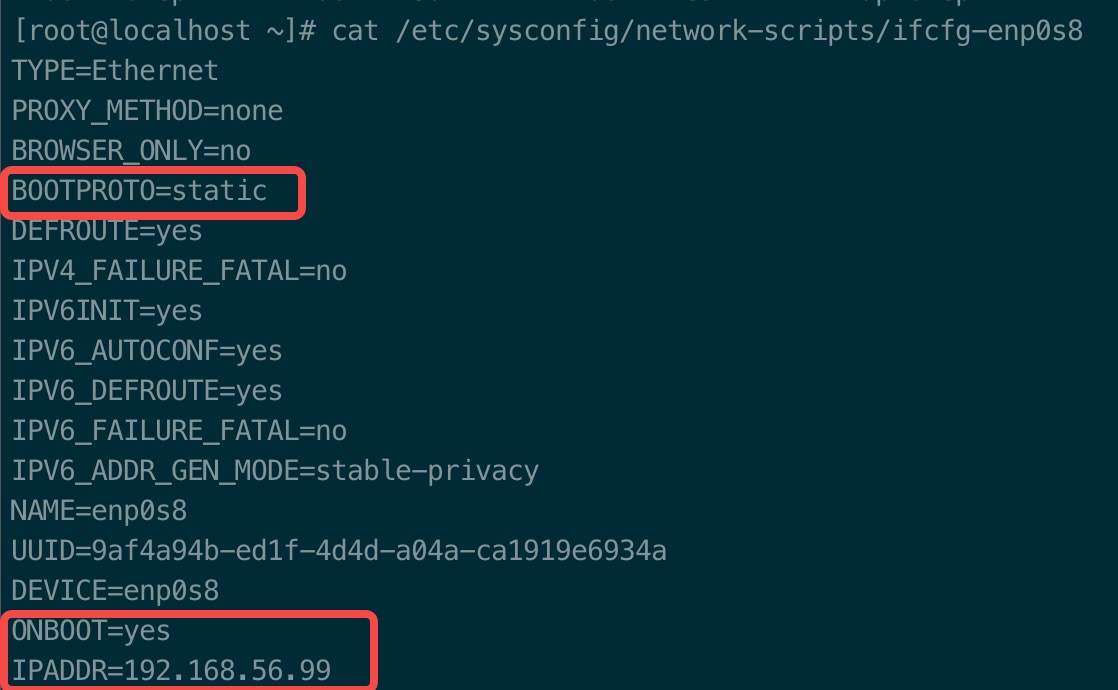 [root@localhost ~]# cat /etc/sysconfig/network-scripts/ifcfg-enp0s8
TYPE=Ethernet
PROXY_METHOD=none
BROWSER_ONLY=no
BOOTPROTO=static
DEFROUTE=yes
IPV4_FAILURE_FATAL=no
IPV6INIT=yes
IPV6_AUTOCONF=yes
IPV6_DEFROUTE=yes
IPV6_FAILURE_FATAL=no
IPV6_ADDR_GEN_MODE=stable-privacy
NAME=enp0s8
UUID=9af4a94b-ed1f-4d4d-a04a-ca1919e6934a
DEVICE=enp0s8
ONBOOT=yes
IPADDR=192.168.56.99